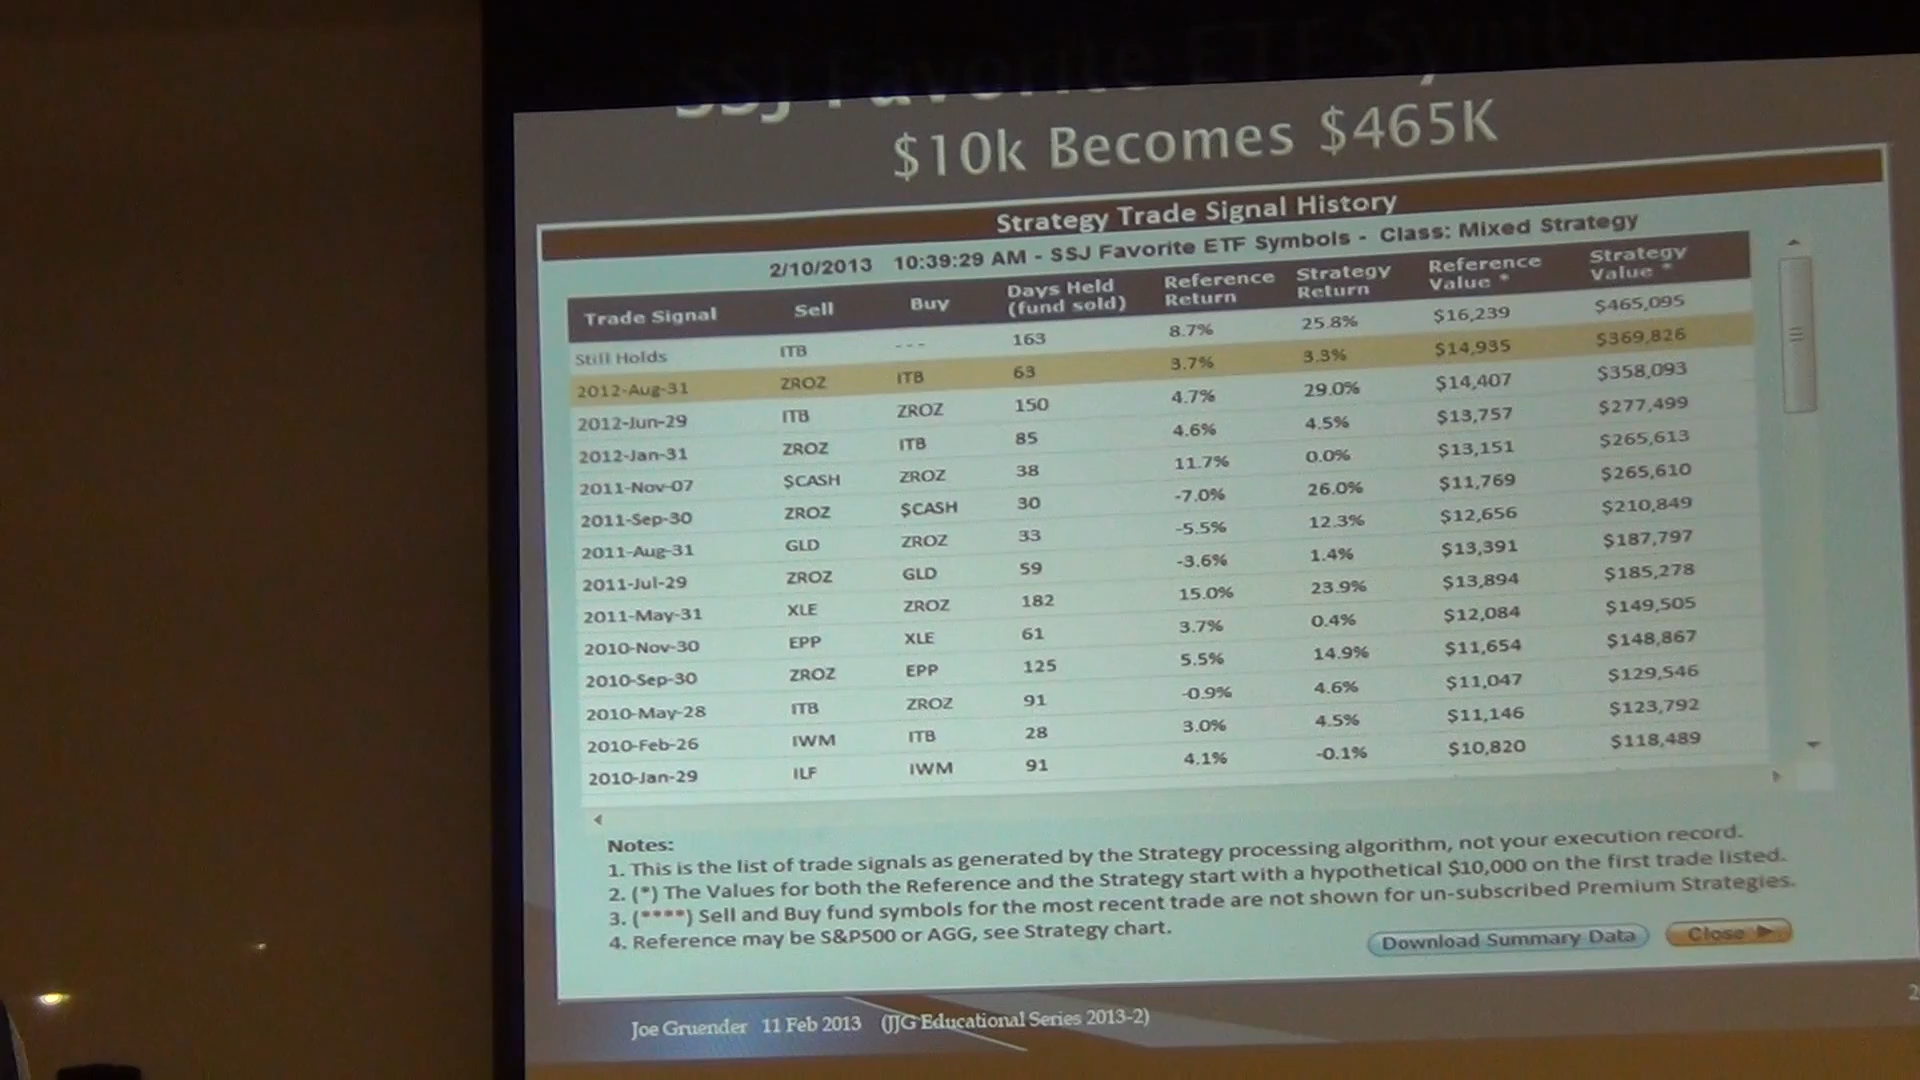 SSJ Favorite ETF Symbols
$10k Becomes $465K
Strategy Trade Signal History
2/10/2013 10:39:29 AM - SSJ Favorite ETF Symbols - Class: Mixed Strategy
Trade Signal Sell Buy Days Held (fund sold) Reference Return Strategy Return Reference Value * Strategy Value *
Still Holds ITB --- 163 8.7% 25.8% $16,239 $465,095
2012-Aug-31 ZROZ ITB 63 3.7% 3.3% $14,935 $369,826
2012-Jun-29 ITB ZROZ 150 4.7% 29.0% $14,407 $358,093
2012-Jan-31 ZROZ ITB 85 4.6% 4.5% $13,757 $277,499
2011-Nov-07 $CASH ZROZ 38 11.7% 0.0% $13,151 $265,613
2011-Sep-30 ZROZ $CASH 30 -7.0% 26.0% $11,769 $265,610
2011-Aug-31 GLD ZROZ 33 -5.5% 12.3% $12,656 $210,849
2011-Jul-29 ZROZ GLD 59 -3.6% 1.4% $13,391 $187,797
2011-May-31 XLE ZROZ 182 15.0% 23.9% $13,894 $185,278
2010-Nov-30 EPP XLE 61 3.7% 0.4% $12,084 $149,505
2010-Sep-30 ZROZ EPP 125 5.5% 14.9% $11,654 $148,867
2010-May-28 ITB ZROZ 91 -0.9% 4.6% $11,047 $129,546
2010-Feb-26 IWM ITB 28 3.0% 4.5% $11,146 $123,792
2010-Jan-29 ILF IWM 91 4.1% -0.1% $10,820 $118,489
Notes:
1. This is the list of trade signals as generated by the Strategy processing algorithm, not your execution record.
2. (*) The Values for both the Reference and the Strategy start with a hypothetical $10,000 on the first trade listed.
3. (****) Sell and Buy fund symbols for the most recent trade are not shown for un-subscribed Premium Strategies.
4. Reference may be S&P500 or AGG, see Strategy chart.
Download Summary Data Close
Joe Gruender 11 Feb 2013 (JJG Educational Series 2013-2)